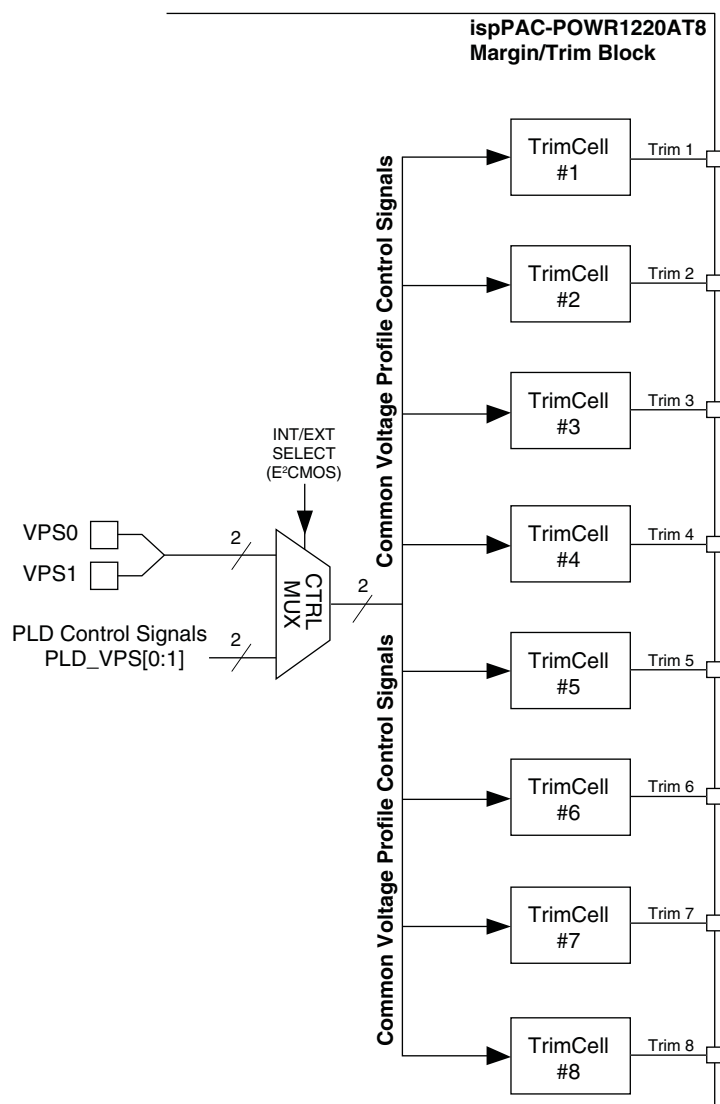 ispPAC-POWR1220AT8
Margin/Trim Block
TrimCell
#1
Trim 1
TrimCell
#2
Trim 2
TrimCell
#3
Trim 3
TrimCell
#4
Trim 4
TrimCell
#5
Trim 5
TrimCell
#6
Trim 6
TrimCell
#7
Trim 7
TrimCell
#8
Trim 8
Common Voltage Profile Control Signals
Common Voltage Profile Control Signals
INT/EXT
SELECT
(E²CMOS)
VPS0
VPS1
2
CTRL
MUX
2
PLD Control Signals
PLD_VPS[0:1]
2